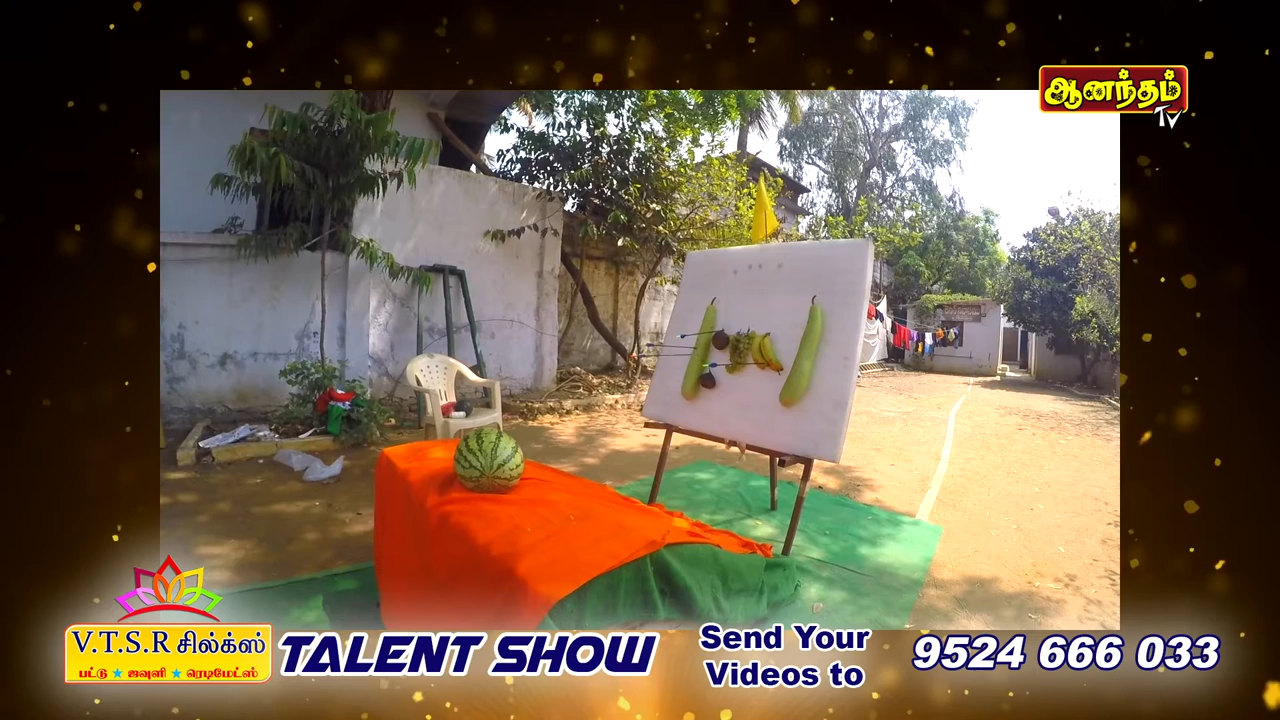 ஆனந்தம்
TV
V.T.S.R சில்க்ஸ்
பட்டு ★ ஜவுளி ★ ரெடிமேட்ஸ்
TALENT SHOW
Send Your
Videos to
9524 666 033